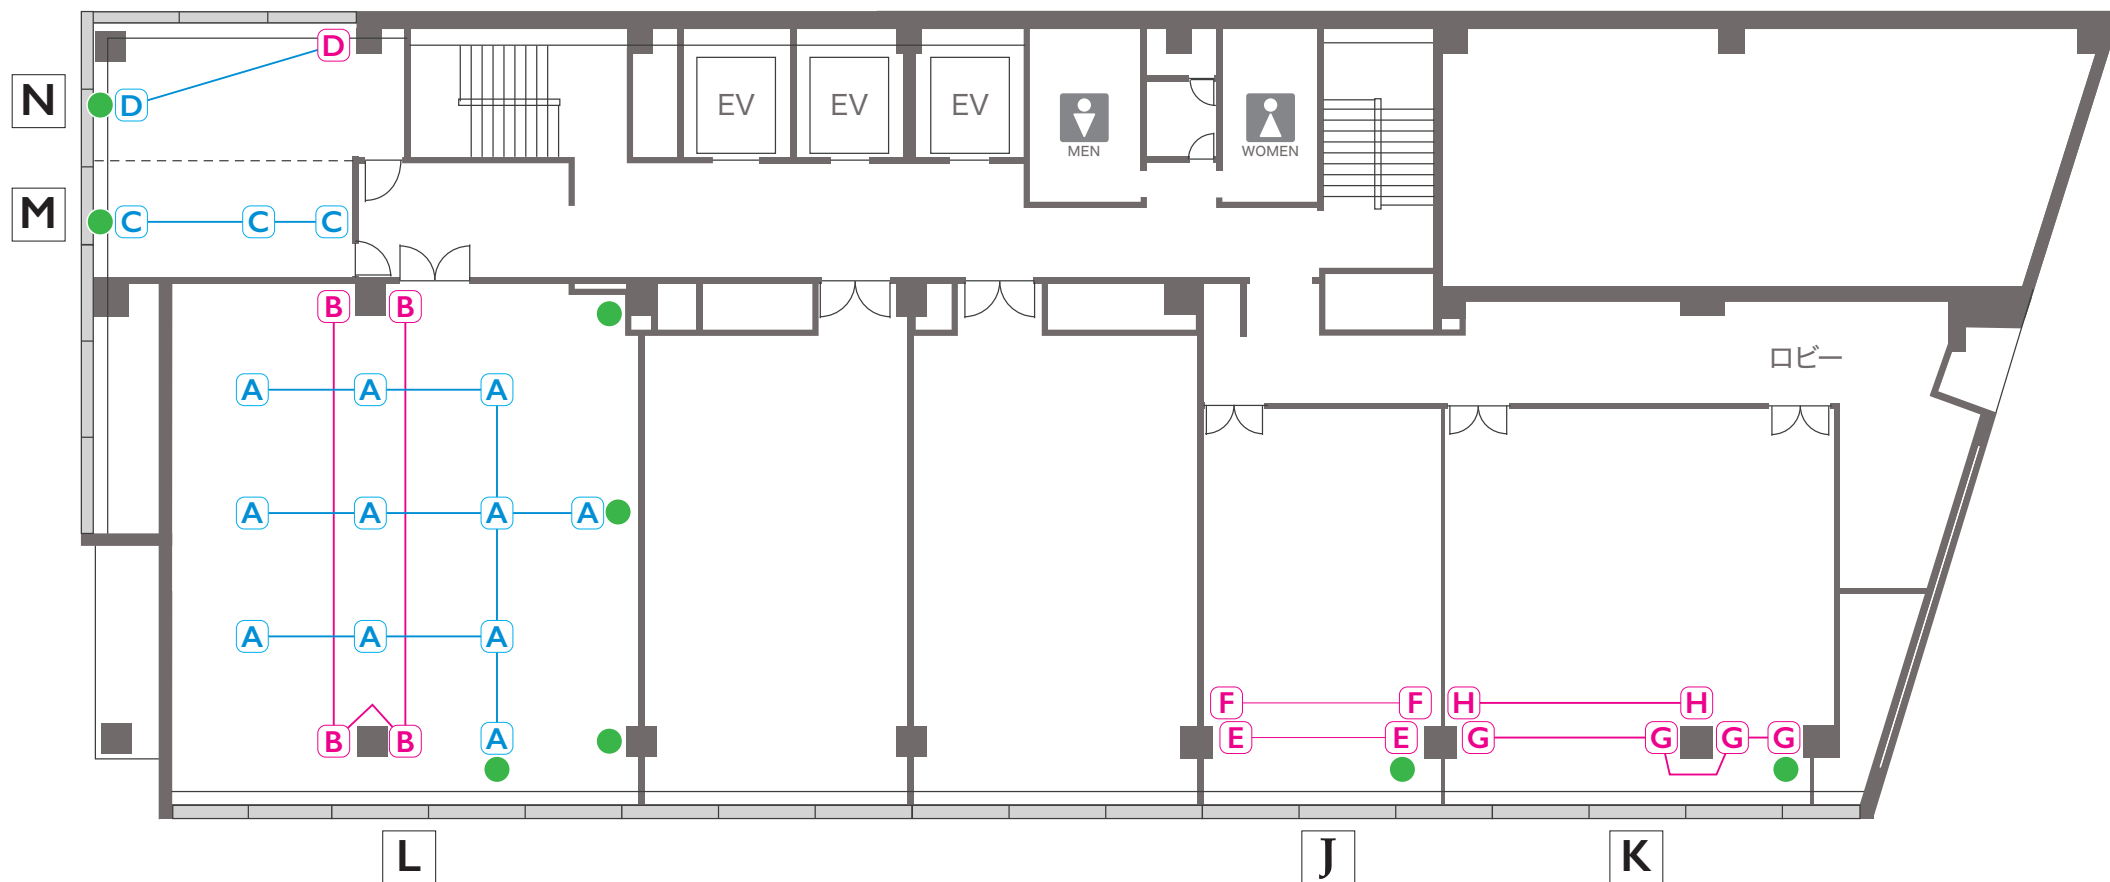 D
N
D
EV
EV
EV
MEN
WOMEN
M
C C C
B B
ロビー
A A A
A A A A
A A A
F F H H
B B A E E G G G G
L
J
K